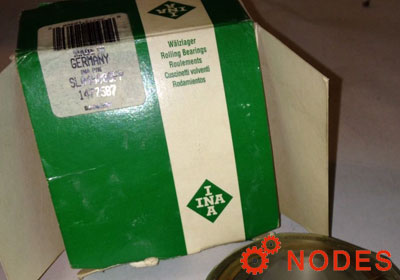 GERMANY
Wälzlager
Rolling Bearings
Roulements
Cuscinetti volventi
Rodamientos
INA
INA
NODES